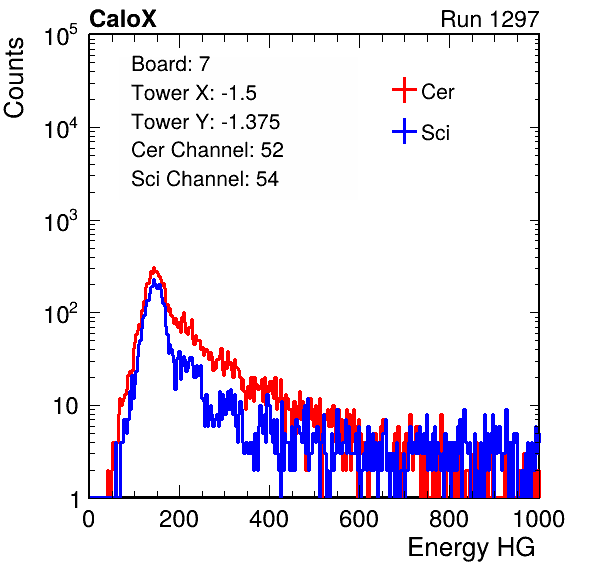 CaloX Run 1297
Counts
10^5
10^4
10^3
10^2
10
1
Board: 7
Tower X: -1.5
Tower Y: -1.375
Cer Channel: 52
Sci Channel: 54
Cer
Sci
0 200 400 600 800 1000
Energy HG